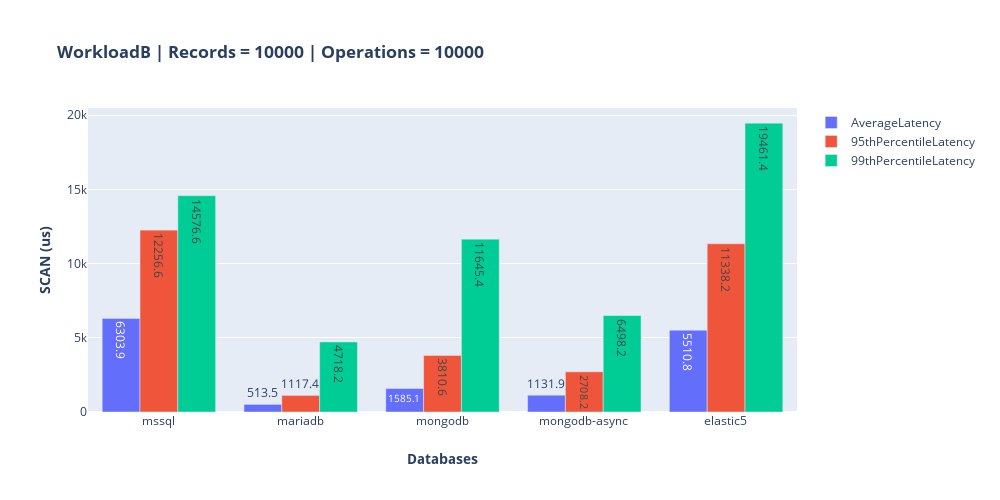 WorkloadB | Records = 10000 | Operations = 10000
AverageLatency
95thPercentileLatency
99thPercentileLatency
SCAN (us)
20k
15k
10k
5k
0
6303.9
12256.6
14576.6
513.5
1117.4
4718.2
1585.1
3810.6
11645.4
1131.9
2708.2
6498.2
5510.8
11338.2
19461.4
mssql
mariadb
mongodb
mongodb-async
elastic5
Databases